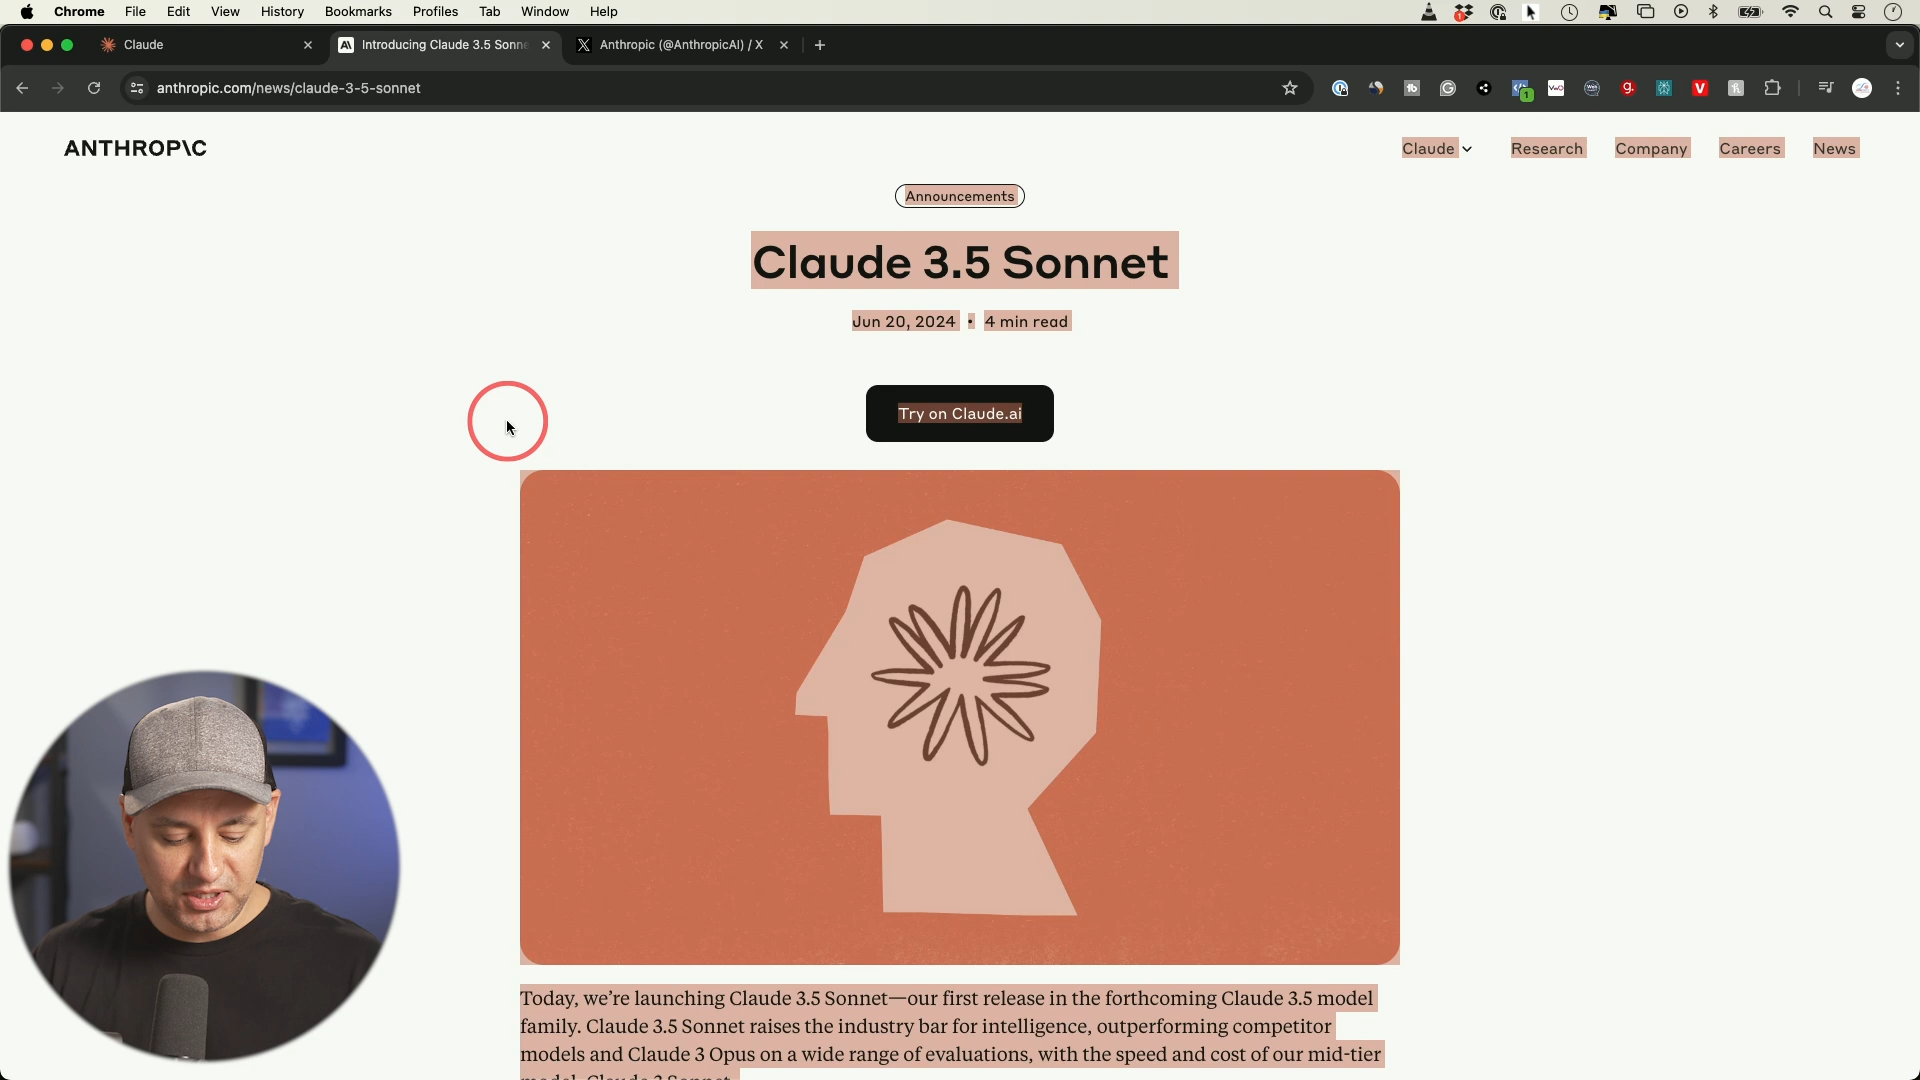 Chrome File Edit View History Bookmarks Profiles Tab Window Help
Claude
Introducing Claude 3.5 Sonne
Anthropic (@AnthropicAI) / X
anthropic.com/news/claude-3-5-sonnet
ANTHROP\C
Claude Research Company Careers News
Announcements
Claude 3.5 Sonnet
Jun 20, 2024 • 4 min read
Try on Claude.ai
Today, we’re launching Claude 3.5 Sonnet—our first release in the forthcoming Claude 3.5 model
family. Claude 3.5 Sonnet raises the industry bar for intelligence, outperforming competitor
models and Claude 3 Opus on a wide range of evaluations, with the speed and cost of our mid-tier
model, Claude 3 Sonnet.